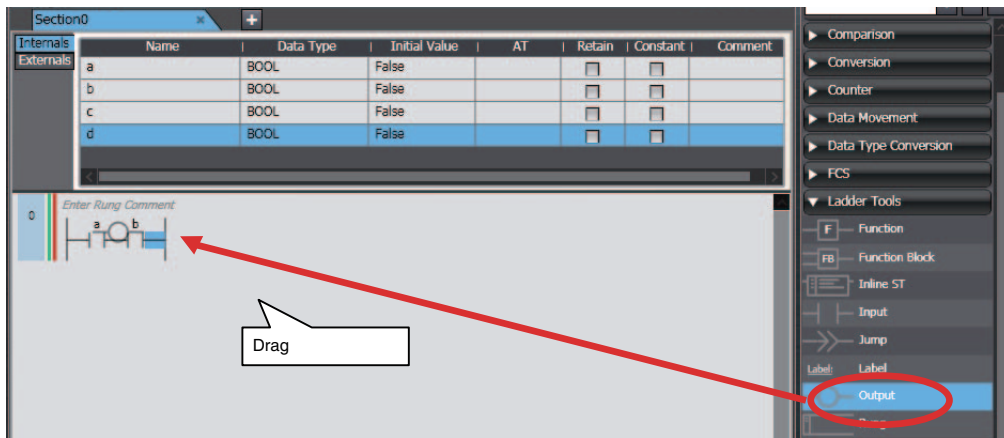 Section0
Internals
Externals
Name Data Type Initial Value AT Retain Constant Comment
a BOOL False
b BOOL False
c BOOL False
d BOOL False
0
Enter Rung Comment
a b
Drag
Comparison
Conversion
Counter
Data Movement
Data Type Conversion
FCS
Ladder Tools
F Function
FB Function Block
Inline ST
Input
Jump
Label: Label
Output